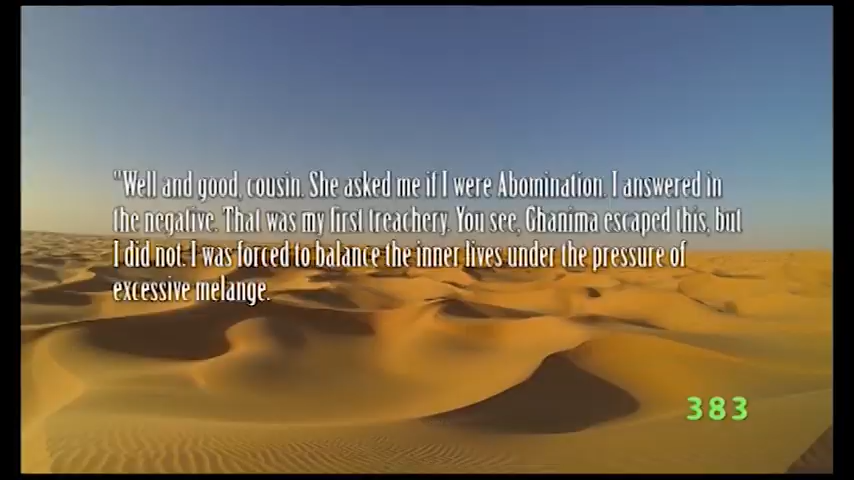 "Well and good, cousin. She asked me if I were Abomination. I answered in
the negative. That was my first treachery. You see, Ghanima escaped this, but
I did not. I was forced to balance the inner lives under the pressure of
excessive melange.
383